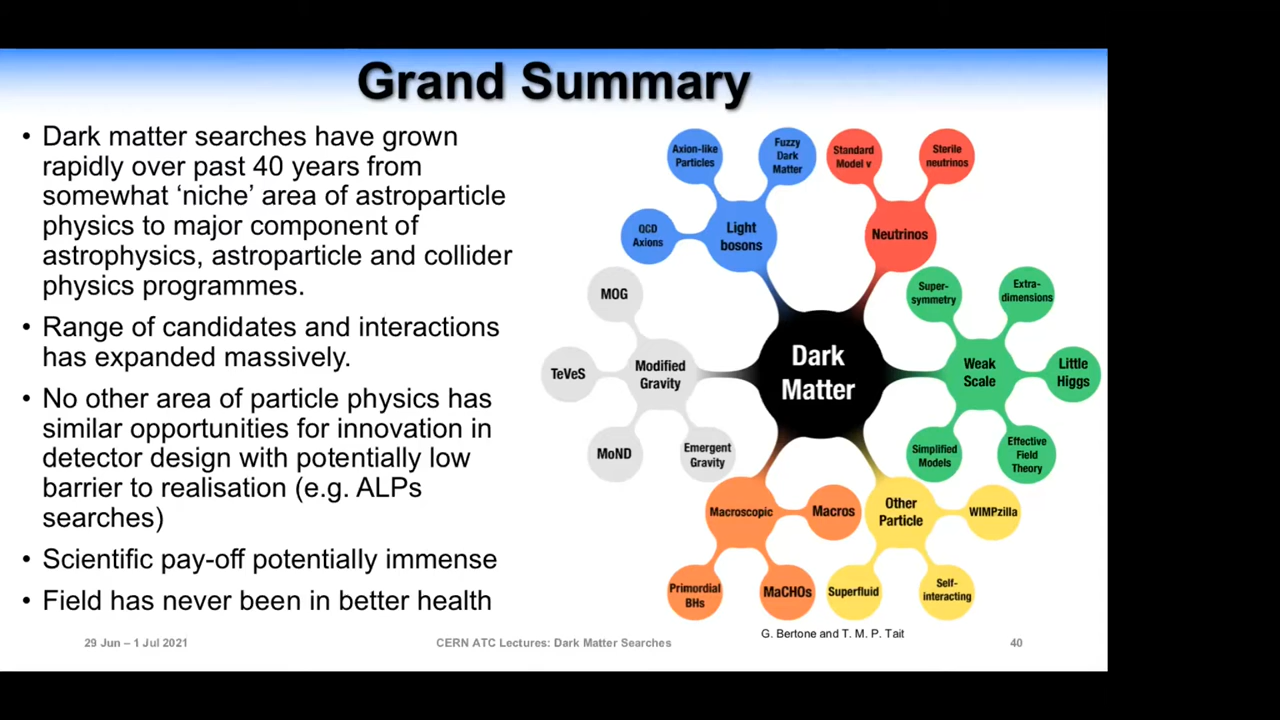 Grand Summary
• Dark matter searches have grown
rapidly over past 40 years from
somewhat ‘niche’ area of astroparticle
physics to major component of
astrophysics, astroparticle and collider
physics programmes.
• Range of candidates and interactions
has expanded massively.
• No other area of particle physics has
similar opportunities for innovation in
detector design with potentially low
barrier to realisation (e.g. ALPs
searches)
• Scientific pay-off potentially immense
• Field has never been in better health
Axion-like
Particles
Fuzzy
Dark
Matter
QCD
Axions
Light
bosons
Standard
Model ν
Sterile
neutrinos
Neutrinos
MOG
TeVeS
MoND
Emergent
Gravity
Modified
Gravity
Dark
Matter
Super-
symmetry
Extra-
dimensions
Weak
Scale
Little
Higgs
Simplified
Models
Effective
Field
Theory
Macroscopic
Macros
Primordial
BHs
MaCHOs
Other
Particle
WIMPzilla
Superfluid
Self-
interacting
G. Bertone and T. M. P. Tait
29 Jun – 1 Jul 2021
CERN ATC Lectures: Dark Matter Searches
40